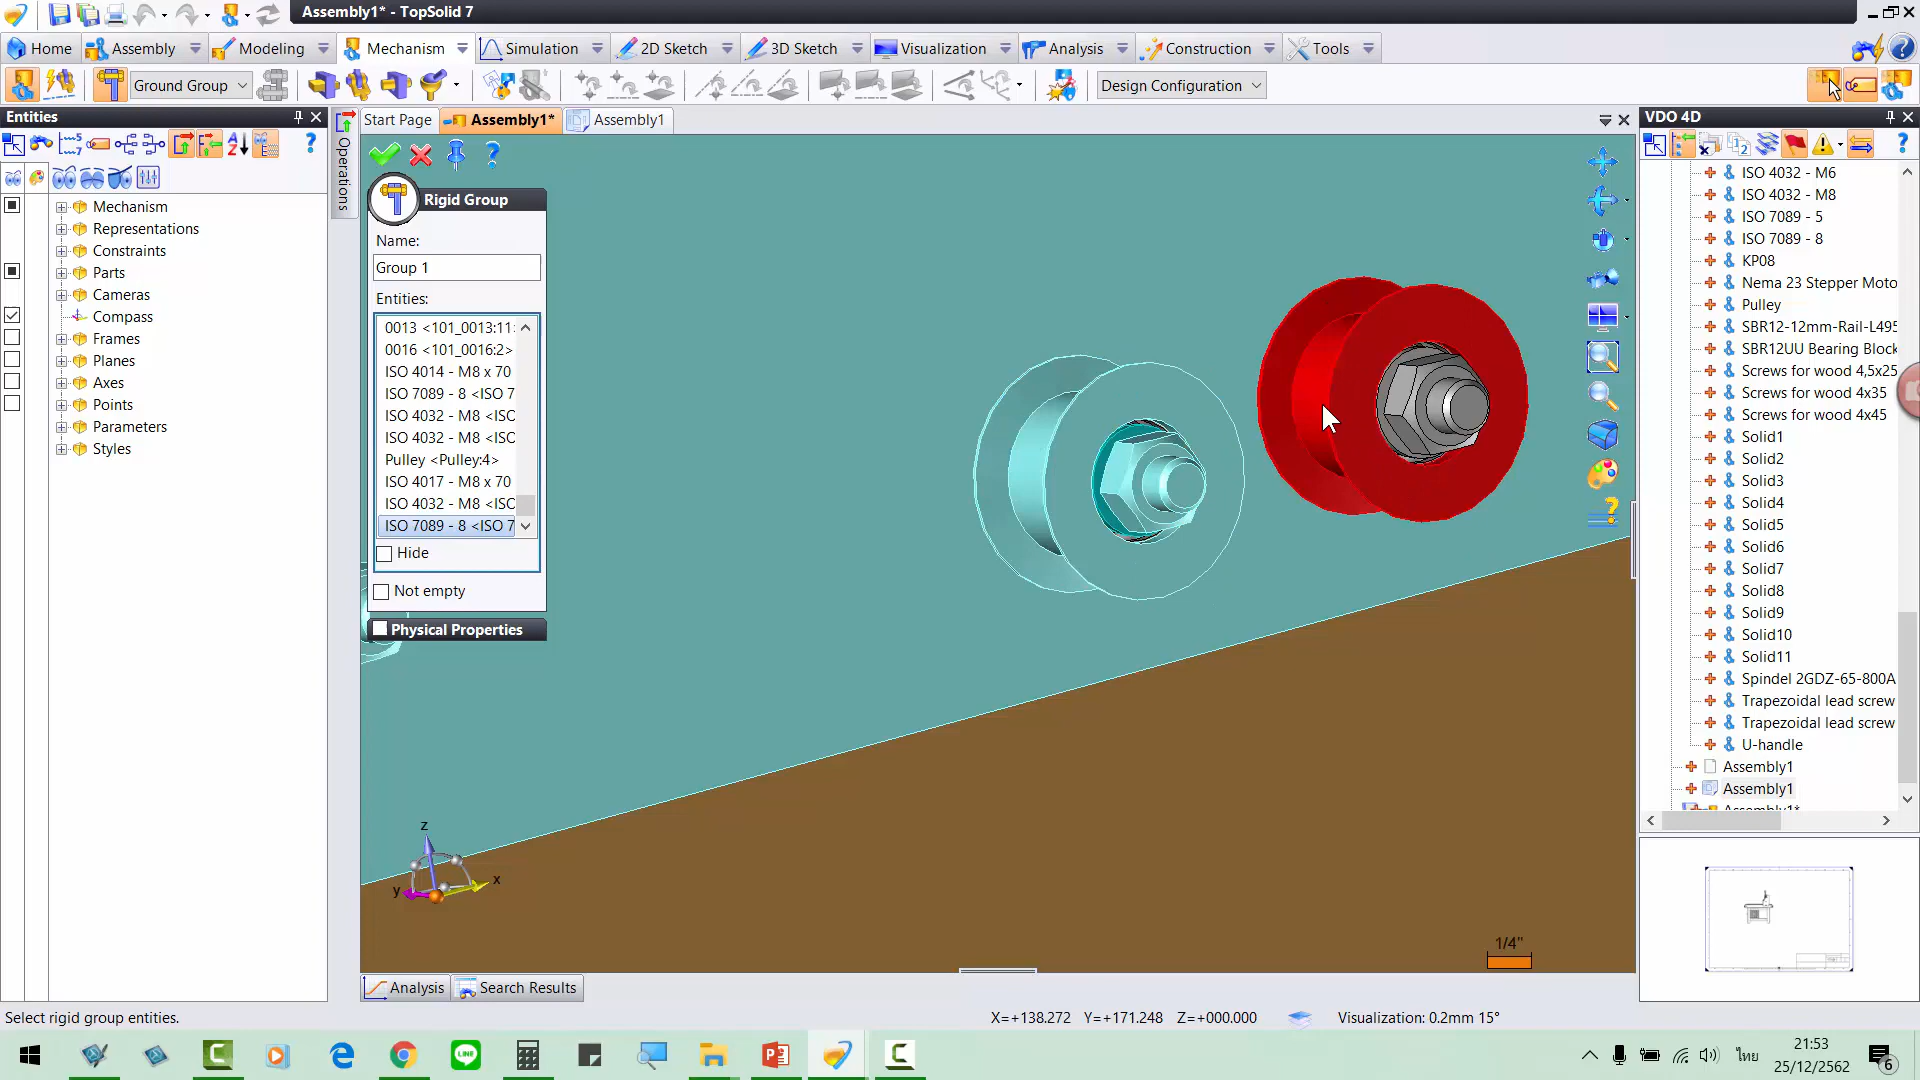 Assembly1* - TopSolid 7
Home
Assembly
Modeling
Mechanism
Simulation
2D Sketch
3D Sketch
Visualization
Analysis
Construction
Tools
Ground Group
Design Configuration
Entities
Mechanism
Representations
Constraints
Parts
Cameras
Compass
Frames
Planes
Axes
Points
Parameters
Styles
Operations
Start Page
Assembly1*
Assembly1
Rigid Group
Name:
Group 1
Entities:
0013 <101_0013:11:
0016 <101_0016:2>
ISO 4014 - M8 x 70
ISO 7089 - 8 <ISO 7
ISO 4032 - M8 <ISO
ISO 4032 - M8 <ISO
Pulley <Pulley:4>
ISO 4017 - M8 x 70
ISO 4032 - M8 <ISO
ISO 7089 - 8 <ISO 7
Hide
Not empty
Physical Properties
z
x
y
1/4"
VDO 4D
ISO 4032 - M6
ISO 4032 - M8
ISO 7089 - 5
ISO 7089 - 8
KP08
Nema 23 Stepper Moto
Pulley
SBR12-12mm-Rail-L495
SBR12UU Bearing Block
Screws for wood 4,5x25
Screws for wood 4x35
Screws for wood 4x45
Solid1
Solid2
Solid3
Solid4
Solid5
Solid6
Solid7
Solid8
Solid9
Solid10
Solid11
Spindel 2GDZ-65-800A
Trapezoidal lead screw
Trapezoidal lead screw
U-handle
Assembly1
Assembly1
Assembly1*
Analysis
Search Results
Select rigid group entities.
X=+138.272 Y=+171.248 Z=+000.000
Visualization: 0.2mm 15°
LINE
ไทย
21:53
25/12/2562
6